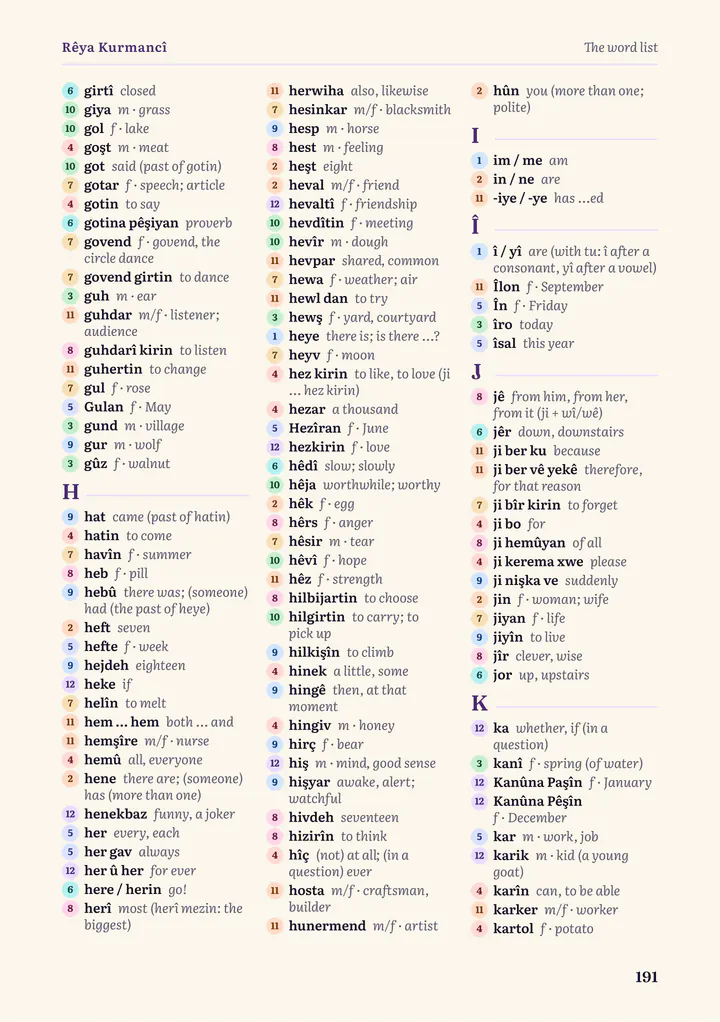 Rêya Kurmancî
The word list
6 girtî closed
10 giya m · grass
10 gol f · lake
4 goşt m · meat
10 got said (past of gotin)
7 gotar f · speech; article
4 gotin to say
6 gotina pêşiyan proverb
7 govend f · govend, the
circle dance
7 govend girtin to dance
3 guh m · ear
11 guhdar m/f · listener;
audience
8 guhdarî kirin to listen
11 guhertin to change
7 gul f · rose
5 Gulan f · May
3 gund m · village
9 gur m · wolf
3 gûz f · walnut
H
9 hat came (past of hatin)
4 hatin to come
7 havîn f · summer
8 heb f · pill
9 hebû there was; (someone)
had (the past of heye)
2 heft seven
5 hefte f · week
9 hejdeh eighteen
12 heke if
7 helîn to melt
11 hem ... hem both ... and
11 hemşîre m/f · nurse
4 hemû all, everyone
2 hene there are; (someone)
has (more than one)
12 henekbaz funny, a joker
5 her every, each
5 her gav always
12 her û her for ever
6 here / herin go!
8 herî most (herî mezin: the
biggest)
11 herwiha also, likewise
7 hesinkar m/f · blacksmith
9 hesp m · horse
8 hest m · feeling
2 heşt eight
2 heval m/f · friend
12 hevaltî f · friendship
10 hevdîtin f · meeting
10 hevîr m · dough
11 hevpar shared, common
7 hewa f · weather; air
11 hewl dan to try
3 hewş f · yard, courtyard
1 heye there is; is there ...?
7 heyv f · moon
4 hez kirin to like, to love (ji
... hez kirin)
4 hezar a thousand
5 Hezîran f · June
12 hezkirin f · love
6 hêdî slow; slowly
10 hêja worthwhile; worthy
2 hêk f · egg
8 hêrs f · anger
7 hêsir m · tear
10 hêvî f · hope
11 hêz f · strength
8 hilbijartin to choose
10 hilgirtin to carry; to
pick up
9 hilkişîn to climb
4 hinek a little, some
9 hingê then, at that
moment
4 hingiv m · honey
9 hirç f · bear
12 hiş m · mind, good sense
9 hişyar awake, alert;
watchful
8 hivdeh seventeen
8 hizirîn to think
4 hîç (not) at all; (in a
question) ever
11 hosta m/f · craftsman,
builder
11 hunermend m/f · artist
2 hûn you (more than one;
polite)
I
1 im / me am
2 in / ne are
11 -iye / -ye has ...ed
Î
1 î / yî are (with tu: î after a
consonant, yî after a vowel)
11 Îlon f · September
5 În f · Friday
3 îro today
5 îsal this year
J
8 jê from him, from her,
from it (ji + wî/wê)
6 jêr down, downstairs
11 ji ber ku because
11 ji ber vê yekê therefore,
for that reason
7 ji bîr kirin to forget
4 ji bo for
8 ji hemûyan of all
4 ji kerema xwe please
9 ji nişka ve suddenly
2 jin f · woman; wife
7 jiyan f · life
9 jiyîn to live
8 jîr clever, wise
6 jor up, upstairs
K
12 ka whether, if (in a
question)
3 kanî f · spring (of water)
12 Kanûna Paşîn f · January
12 Kanûna Pêşîn
f · December
5 kar m · work, job
12 karik m · kid (a young
goat)
4 karîn can, to be able
11 karker m/f · worker
4 kartol f · potato
191